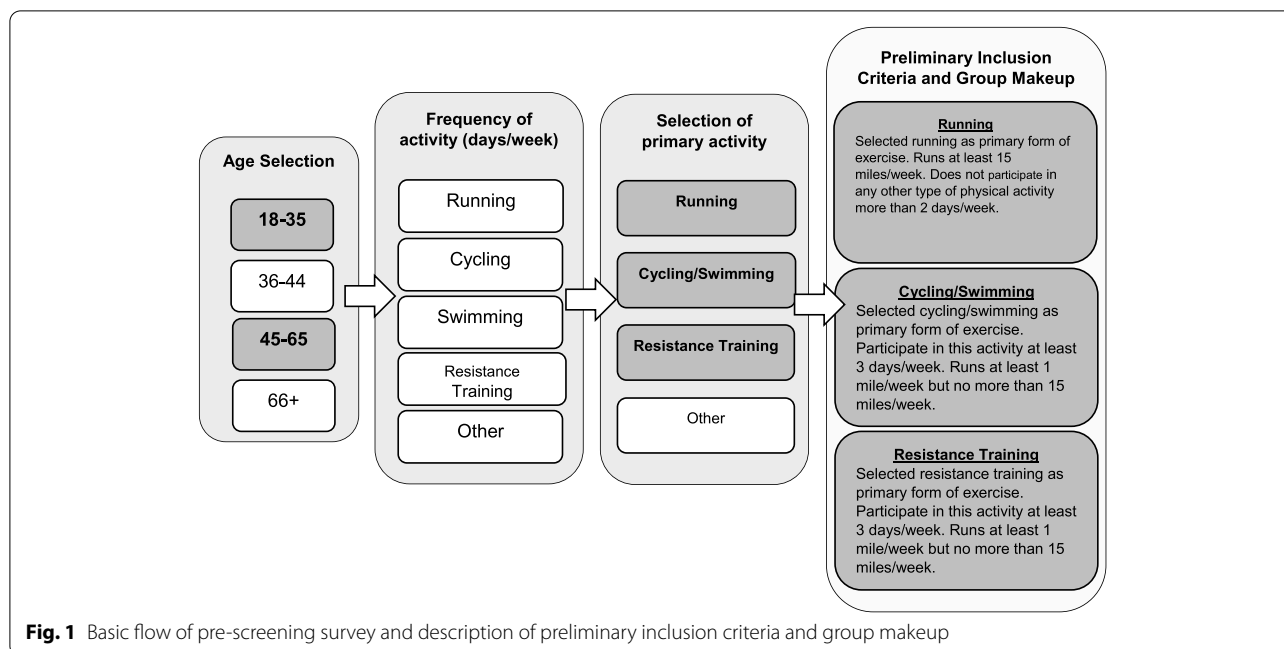 Age Selection
18-35
36-44
45-65
66+
Frequency of
activity (days/week)
Running
Cycling
Swimming
Resistance
Training
Other
Selection of
primary activity
Running
Cycling/Swimming
Resistance Training
Other
Preliminary Inclusion
Criteria and Group Makeup
Running
Selected running as primary form of
exercise. Runs at least 15
miles/week. Does not participate in
any other type of physical activity
more than 2 days/week.
Cycling/Swimming
Selected cycling/swimming as
primary form of exercise.
Participate in this activity at least
3 days/week. Runs at least 1
mile/week but no more than 15
miles/week.
Resistance Training
Selected resistance training as
primary form of exercise.
Participate in this activity at least
3 days/week. Runs at least 1
mile/week but no more than 15
miles/week.
Fig. 1 Basic flow of pre-screening survey and description of preliminary inclusion criteria and group makeup